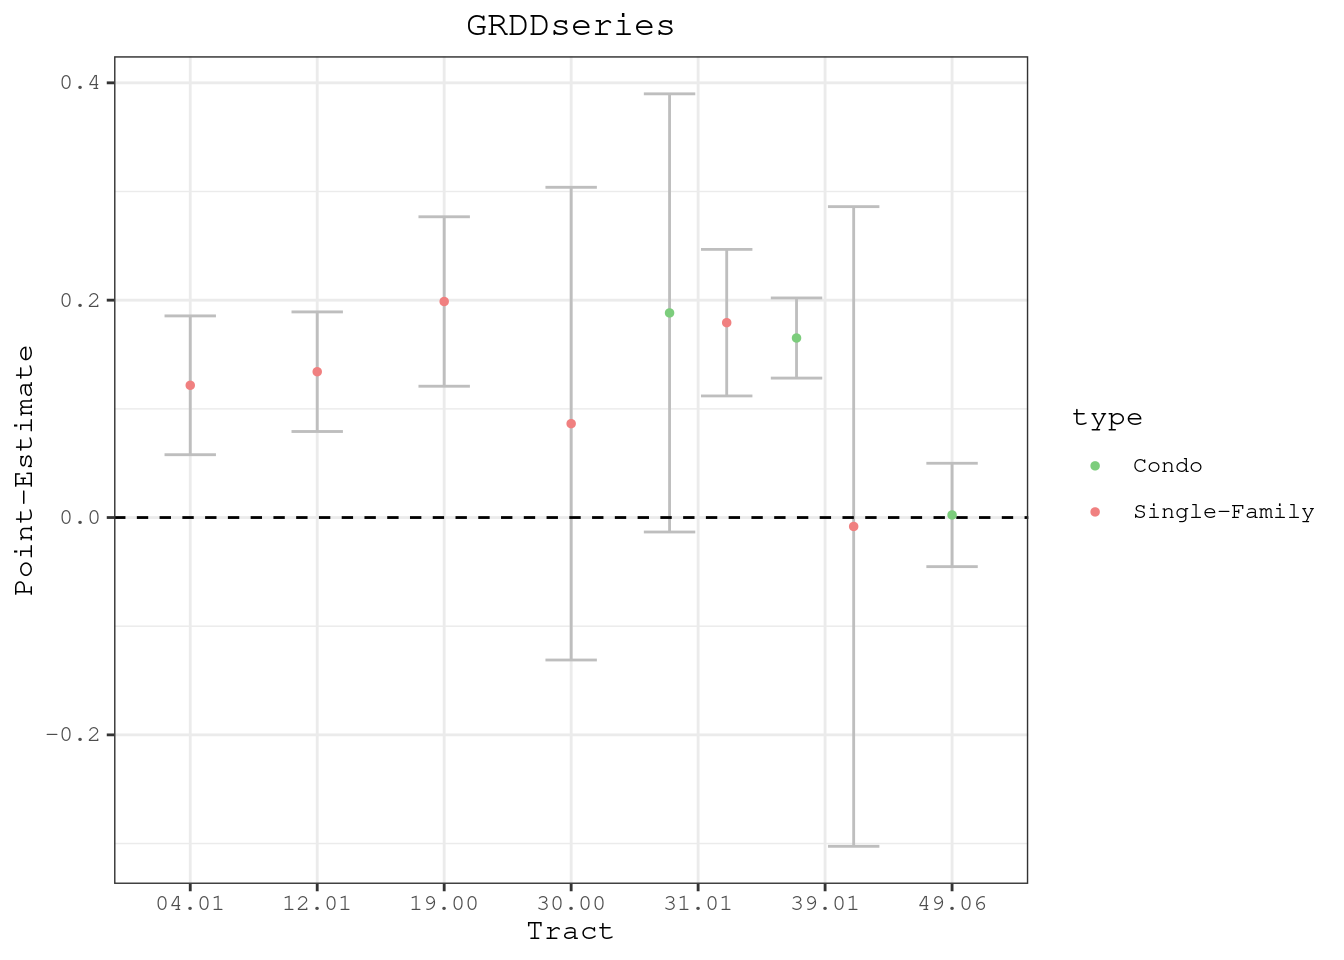 GRDDseries
0.4
0.2
0.0
-0.2
Point-Estimate
04.01 12.01 19.00 30.00 31.01 39.01 49.06
Tract
type
Condo
Single-Family